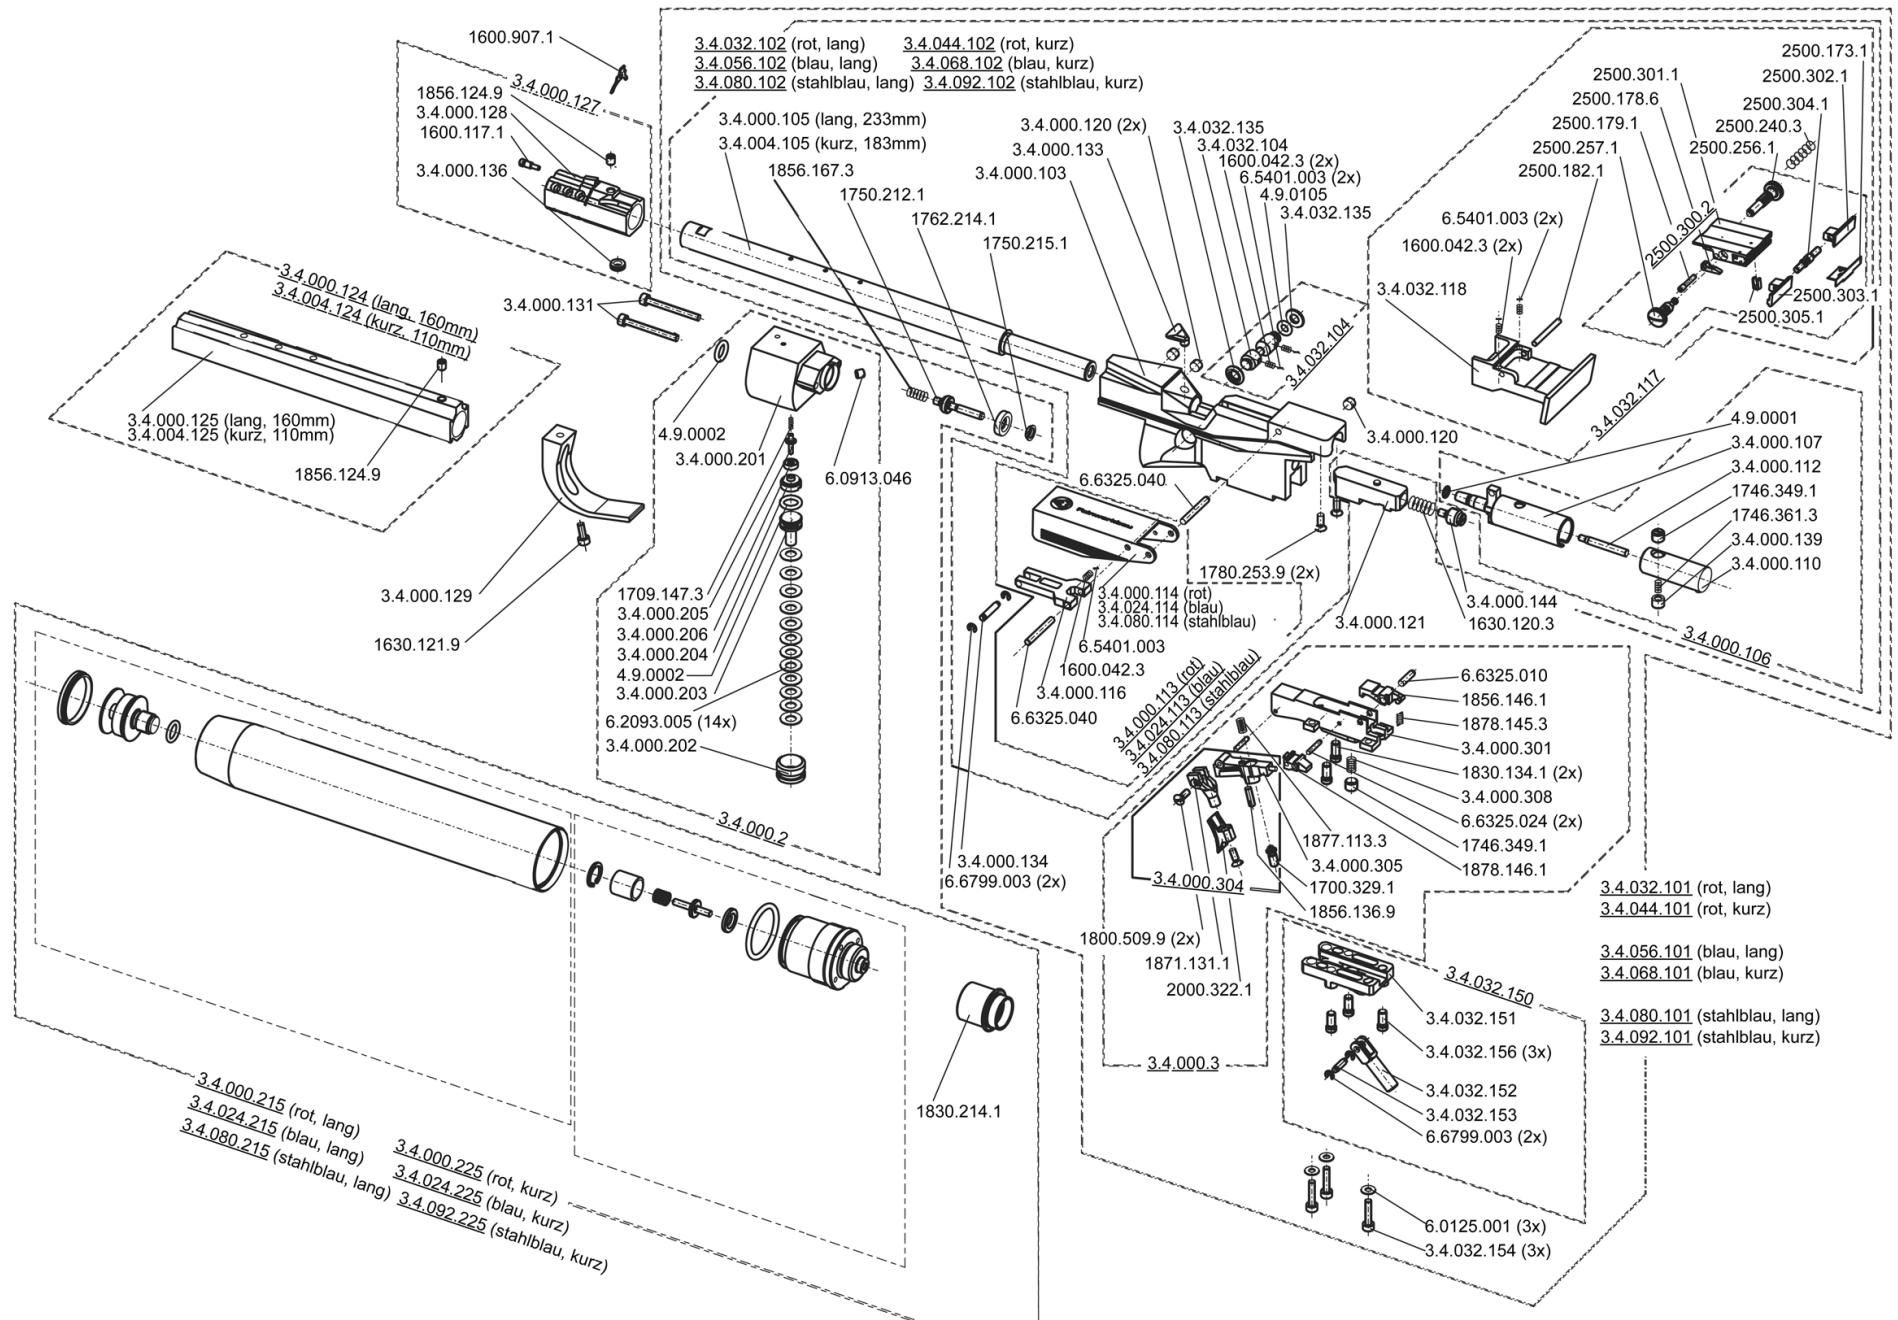 1600.907.1
3.4.000.127
1856.124.9
3.4.000.128
1600.117.1
3.4.000.136
3.4.032.102 (rot, lang) 3.4.044.102 (rot, kurz)
3.4.056.102 (blau, lang) 3.4.068.102 (blau, kurz)
3.4.080.102 (stahlblau, lang) 3.4.092.102 (stahlblau, kurz)
3.4.000.105 (lang, 233mm)
3.4.004.105 (kurz, 183mm)
1856.167.3
1750.212.1
1762.214.1
1750.215.1
3.4.000.120 (2x)
3.4.000.133
3.4.000.103
3.4.032.135
3.4.032.104
1600.042.3 (2x)
6.5401.003 (2x)
4.9.0105
3.4.032.135
3.4.032.104
2500.173.1
2500.302.1
2500.304.1
2500.240.3
2500.256.1
2500.301.1
2500.178.6
2500.179.1
2500.257.1
2500.182.1
2500.300.2
2500.303.1
2500.305.1
6.5401.003 (2x)
1600.042.3 (2x)
3.4.032.118
3.4.032.117
3.4.000.124 (lang, 160mm)
3.4.004.124 (kurz, 110mm)
3.4.000.125 (lang, 160mm)
3.4.004.125 (kurz, 110mm)
1856.124.9
3.4.000.131
4.9.0002
3.4.000.201
6.0913.046
3.4.000.129
1630.121.9
1709.147.3
3.4.000.205
3.4.000.206
3.4.000.204
4.9.0002
3.4.000.203
6.2093.005 (14x)
3.4.000.202
3.4.000.2
3.4.000.120
6.6325.040
1780.253.9 (2x)
3.4.000.114 (rot)
3.4.024.114 (blau)
3.4.080.114 (stahlblau)
6.5401.003
1600.042.3
3.4.000.116
6.6325.040
3.4.000.113 (rot)
3.4.024.113 (blau)
3.4.080.113 (stahlblau)
3.4.000.134
6.6799.003 (2x)
4.9.0001
3.4.000.107
3.4.000.112
1746.349.1
1746.361.3
3.4.000.139
3.4.000.110
3.4.000.144
1630.120.3
3.4.000.121
3.4.000.106
6.6325.010
1856.146.1
1878.145.3
3.4.000.301
1830.134.1 (2x)
3.4.000.308
6.6325.024 (2x)
1746.349.1
1878.146.1
1877.113.3
3.4.000.305
1700.329.1
1856.136.9
3.4.000.304
1800.509.9 (2x)
1871.131.1
2000.322.1
3.4.000.3
3.4.032.101 (rot, lang)
3.4.044.101 (rot, kurz)
3.4.056.101 (blau, lang)
3.4.068.101 (blau, kurz)
3.4.080.101 (stahlblau, lang)
3.4.092.101 (stahlblau, kurz)
3.4.032.150
3.4.032.151
3.4.032.156 (3x)
3.4.032.152
3.4.032.153
6.6799.003 (2x)
6.0125.001 (3x)
3.4.032.154 (3x)
1830.214.1
3.4.000.215 (rot, lang)
3.4.024.215 (blau, lang)
3.4.080.215 (stahlblau, lang)
3.4.000.225 (rot, kurz)
3.4.024.225 (blau, kurz)
3.4.092.225 (stahlblau, kurz)